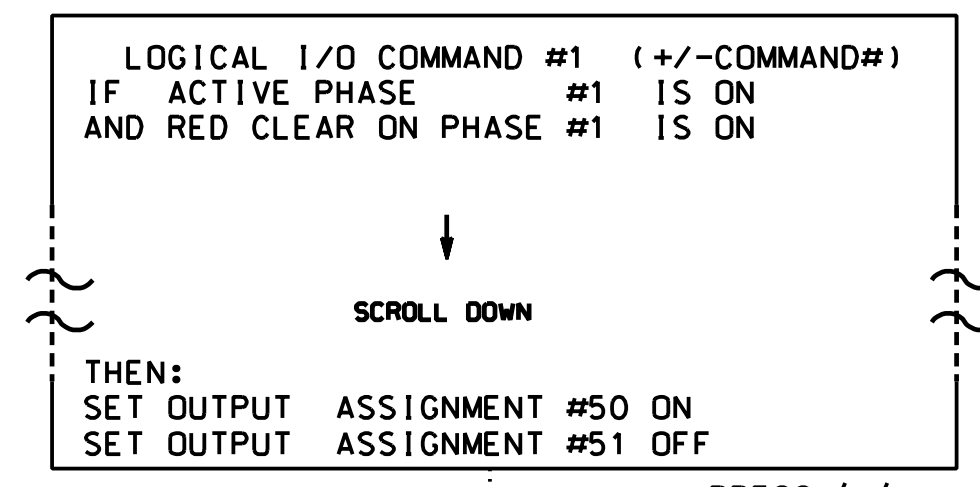 LOGICAL I/O COMMAND #1 (+/-COMMAND#)
IF ACTIVE PHASE #1 IS ON
AND RED CLEAR ON PHASE #1 IS ON
SCROLL DOWN
THEN:
SET OUTPUT ASSIGNMENT #50 ON
SET OUTPUT ASSIGNMENT #51 OFF